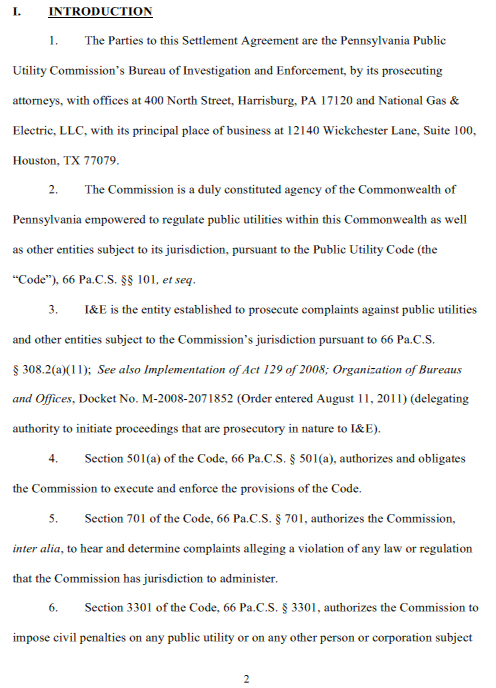 I. INTRODUCTION
1. The Parties to this Settlement Agreement are the Pennsylvania Public
Utility Commission's Bureau of Investigation and Enforcement, by its prosecuting
attorneys, with offices at 400 North Street, Harrisburg, PA 17120 and National Gas &
Electric, LLC, with its principal place of business at 12140 Wickchester Lane, Suite 100,
Houston, TX 77079.
2. The Commission is a duly constituted agency of the Commonwealth of
Pennsylvania empowered to regulate public utilities within this Commonwealth as well
as other entities subject to its jurisdiction, pursuant to the Public Utility Code (the
“Code”), 66 Pa.C.S. §§ 101, et seq.
3. I&E is the entity established to prosecute complaints against public utilities
and other entities subject to the Commission's jurisdiction pursuant to 66 Pa.C.S.
§ 308.2(a)(11); See also Implementation of Act 129 of 2008; Organization of Bureaus
and Offices, Docket No. M-2008-2071852 (Order entered August 11, 2011) (delegating
authority to initiate proceedings that are prosecutory in nature to I&E).
4. Section 501(a) of the Code, 66 Pa.C.S. § 501(a), authorizes and obligates
the Commission to execute and enforce the provisions of the Code.
5. Section 701 of the Code, 66 Pa.C.S. § 701, authorizes the Commission,
inter alia, to hear and determine complaints alleging a violation of any law or regulation
that the Commission has jurisdiction to administer.
6. Section 3301 of the Code, 66 Pa.C.S. § 3301, authorizes the Commission to
impose civil penalties on any public utility or on any other person or corporation subject
2